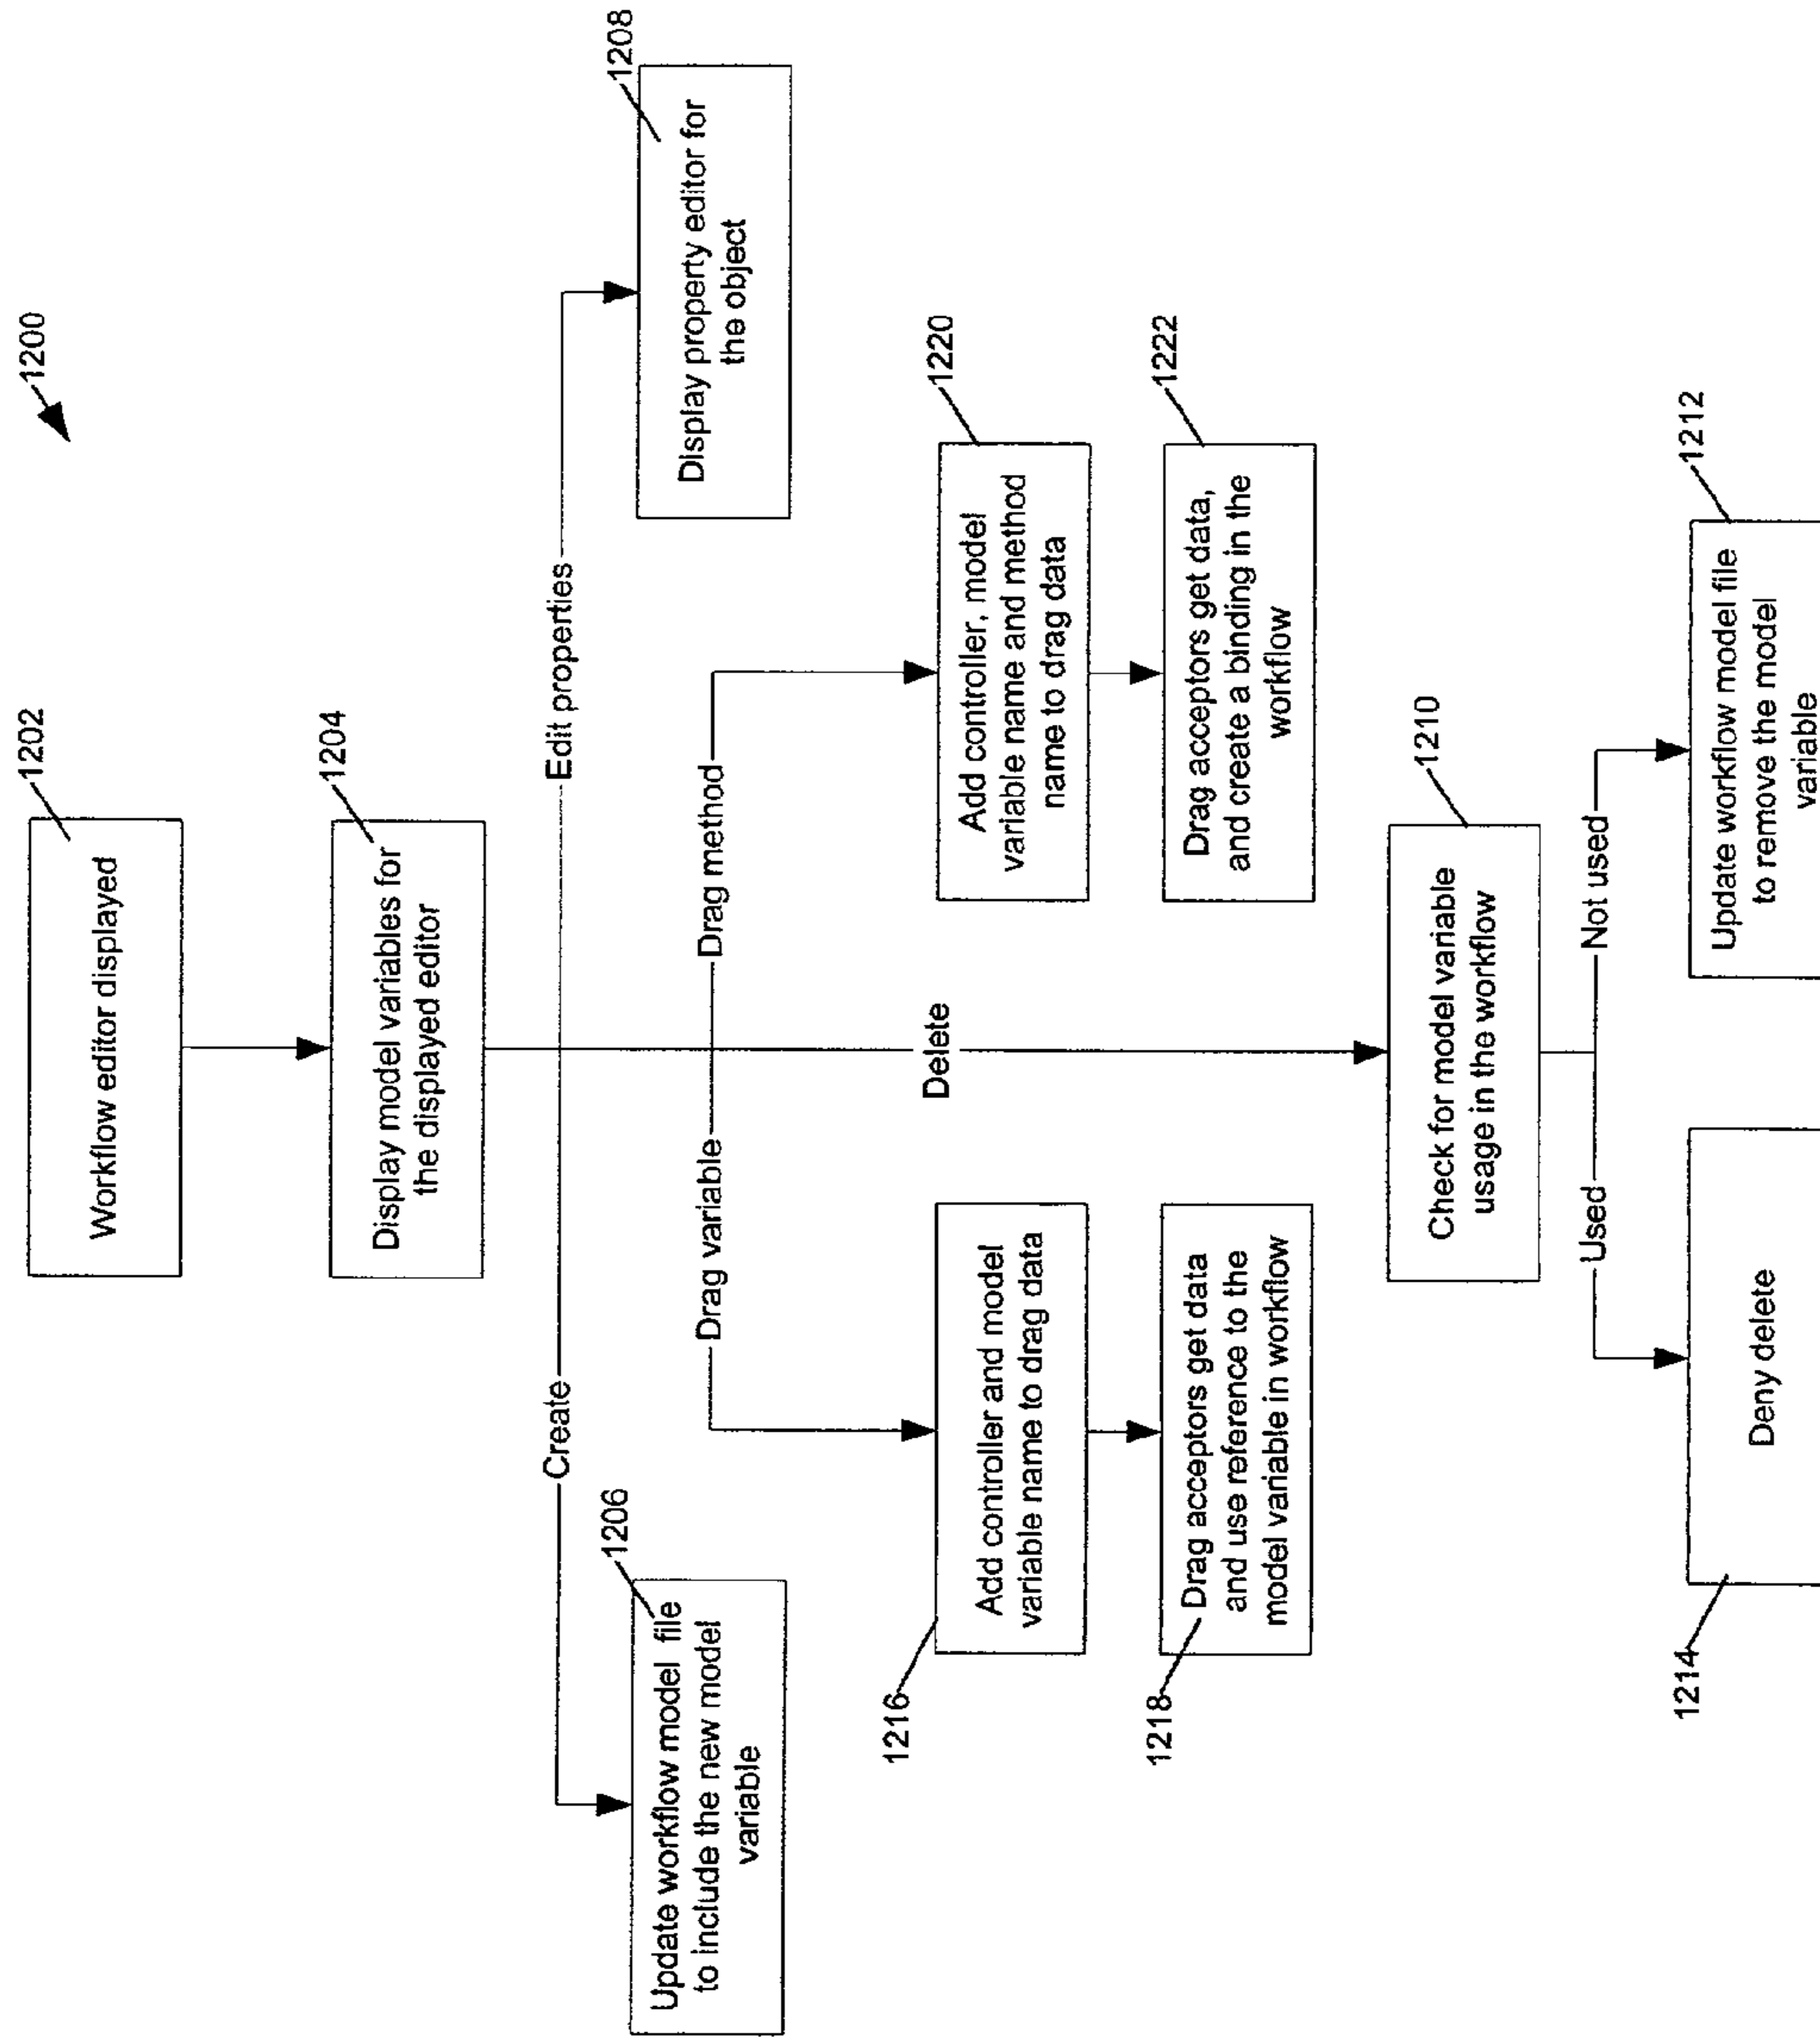 1200
Workflow editor displayed
1202
Display model variables for
the displayed editor
1204
Create
Edit properties
1206
Update workflow model file
to include the new model
variable
1208
Display property editor for
the object
Drag variable
Drag method
1216
Add controller and model
variable name to drag data
Delete
1220
Add controller, model
variable name and method
name to drag data
1218
Drag acceptors get data
and use reference to the
model variable in workflow
1222
Drag acceptors get data,
and create a binding in the
workflow
1210
Check for model variable
usage in the workflow
Used
Not used
1214
Deny delete
1212
Update workflow model file
to remove the model
variable